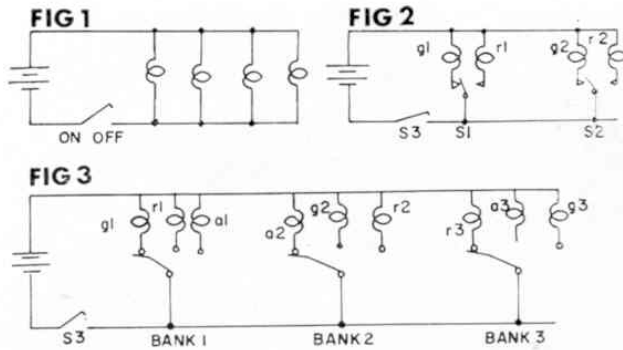 FIG 1
ON OFF
FIG 2
g1 r1 g2 r2
S3 S1 S2
FIG 3
g1 r1 a1 a2 g2 r2 r3 a3 g3
S3 BANK 1 BANK 2 BANK 3